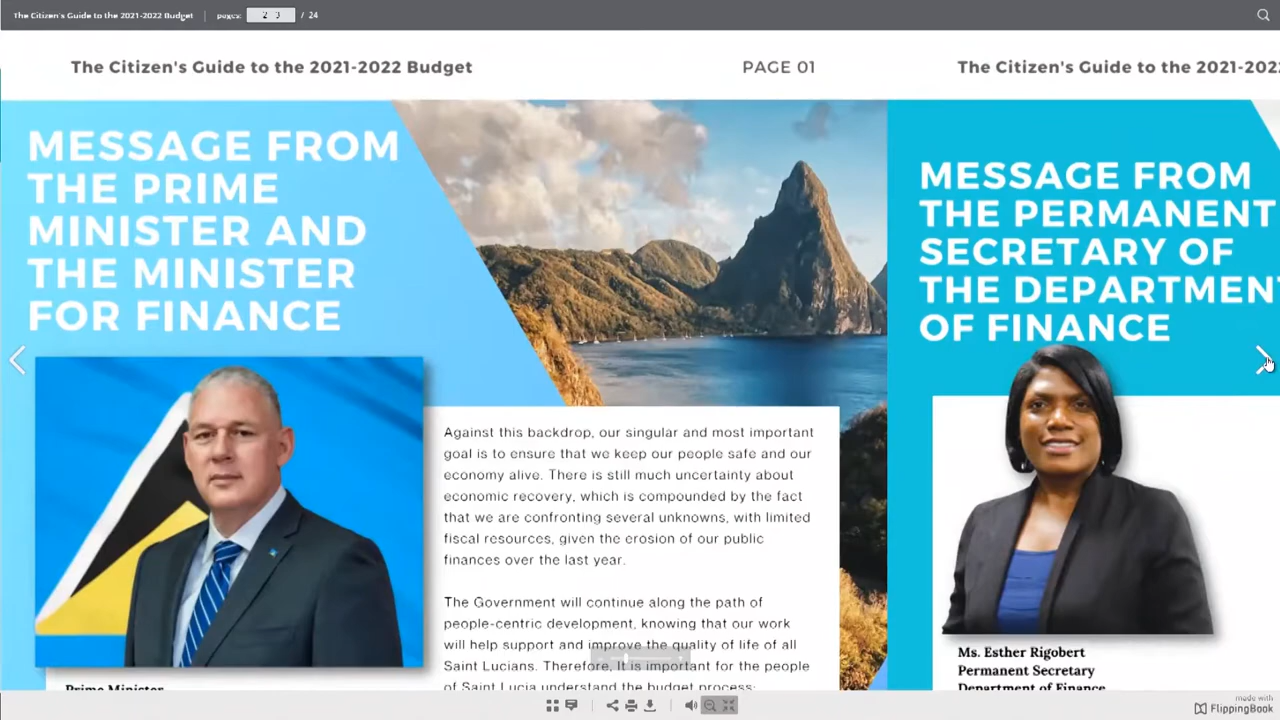 The Citizen's Guide to the 2021-2022 Budget
pages:
2 - 3
/ 24
The Citizen's Guide to the 2021-2022 Budget
PAGE 01
MESSAGE FROM
THE PRIME
MINISTER AND
THE MINISTER
FOR FINANCE
Against this backdrop, our singular and most important
goal is to ensure that we keep our people safe and our
economy alive. There is still much uncertainty about
economic recovery, which is compounded by the fact
that we are confronting several unknowns, with limited
fiscal resources, given the erosion of our public
finances over the last year.
The Government will continue along the path of
people-centric development, knowing that our work
will help support and improve the quality of life of all
Saint Lucians. Therefore, it is important for the people
of Saint Lucia understand the budget process;
Prime Minister
The Citizen's Guide to the 2021-202
MESSAGE FROM
THE PERMANENT
SECRETARY OF
THE DEPARTMEN
OF FINANCE
Ms. Esther Rigobert
Permanent Secretary
Department of Finance
made with
FlippingBook